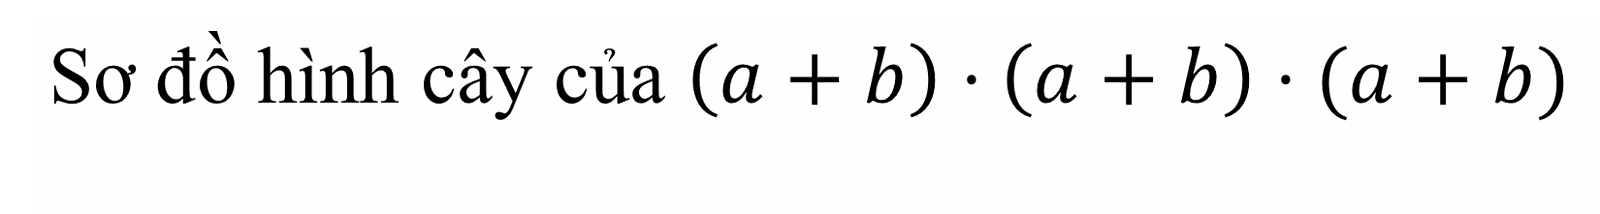 Sơ đồ hình cây của (a + b) · (a + b) · (a + b)